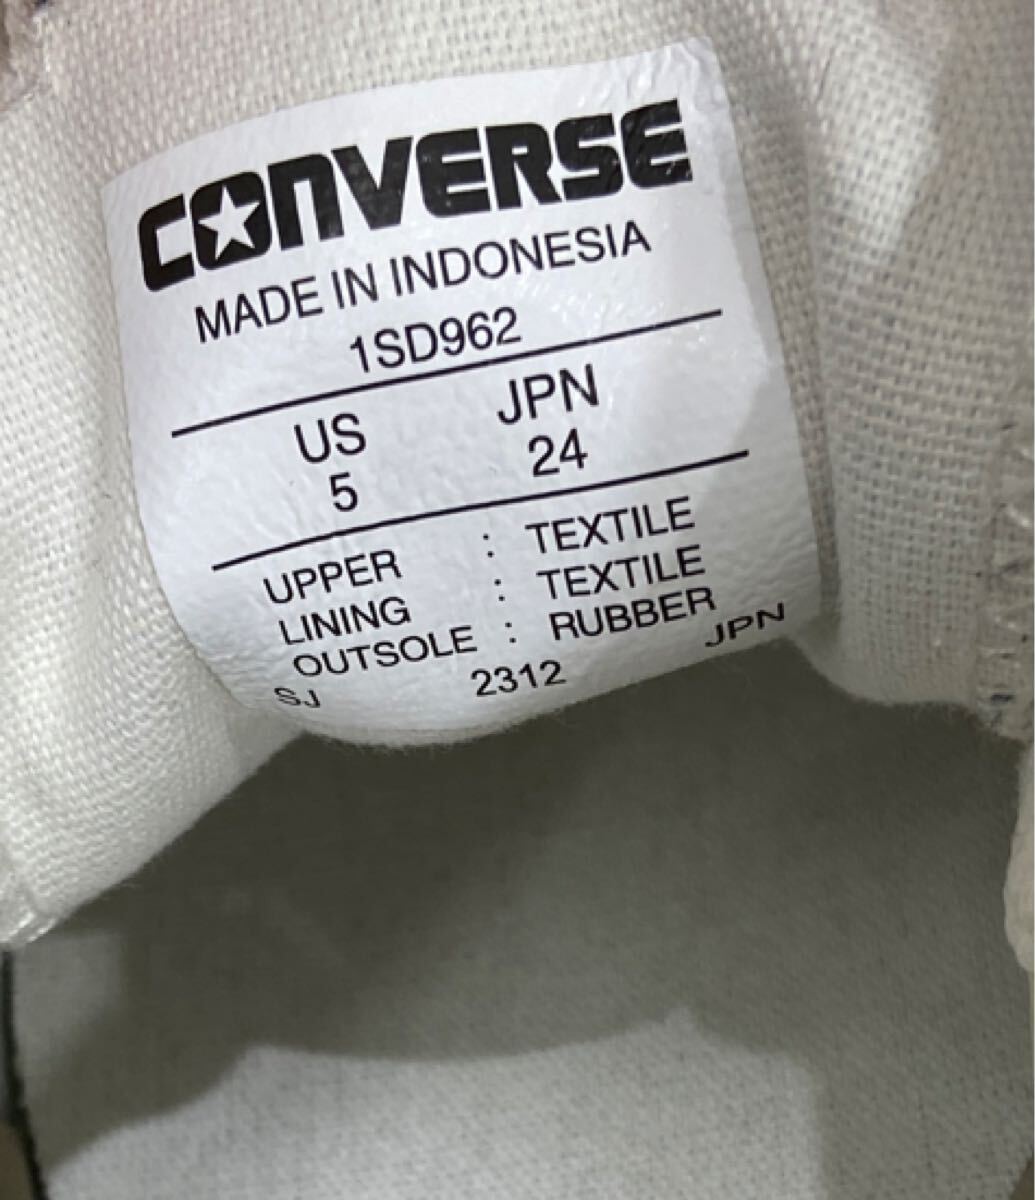 CONVERSE
MADE IN INDONESIA
1SD962
US JPN
5 24
UPPER : TEXTILE
LINING : TEXTILE
OUTSOLE : RUBBER
SJ 2312 JPN